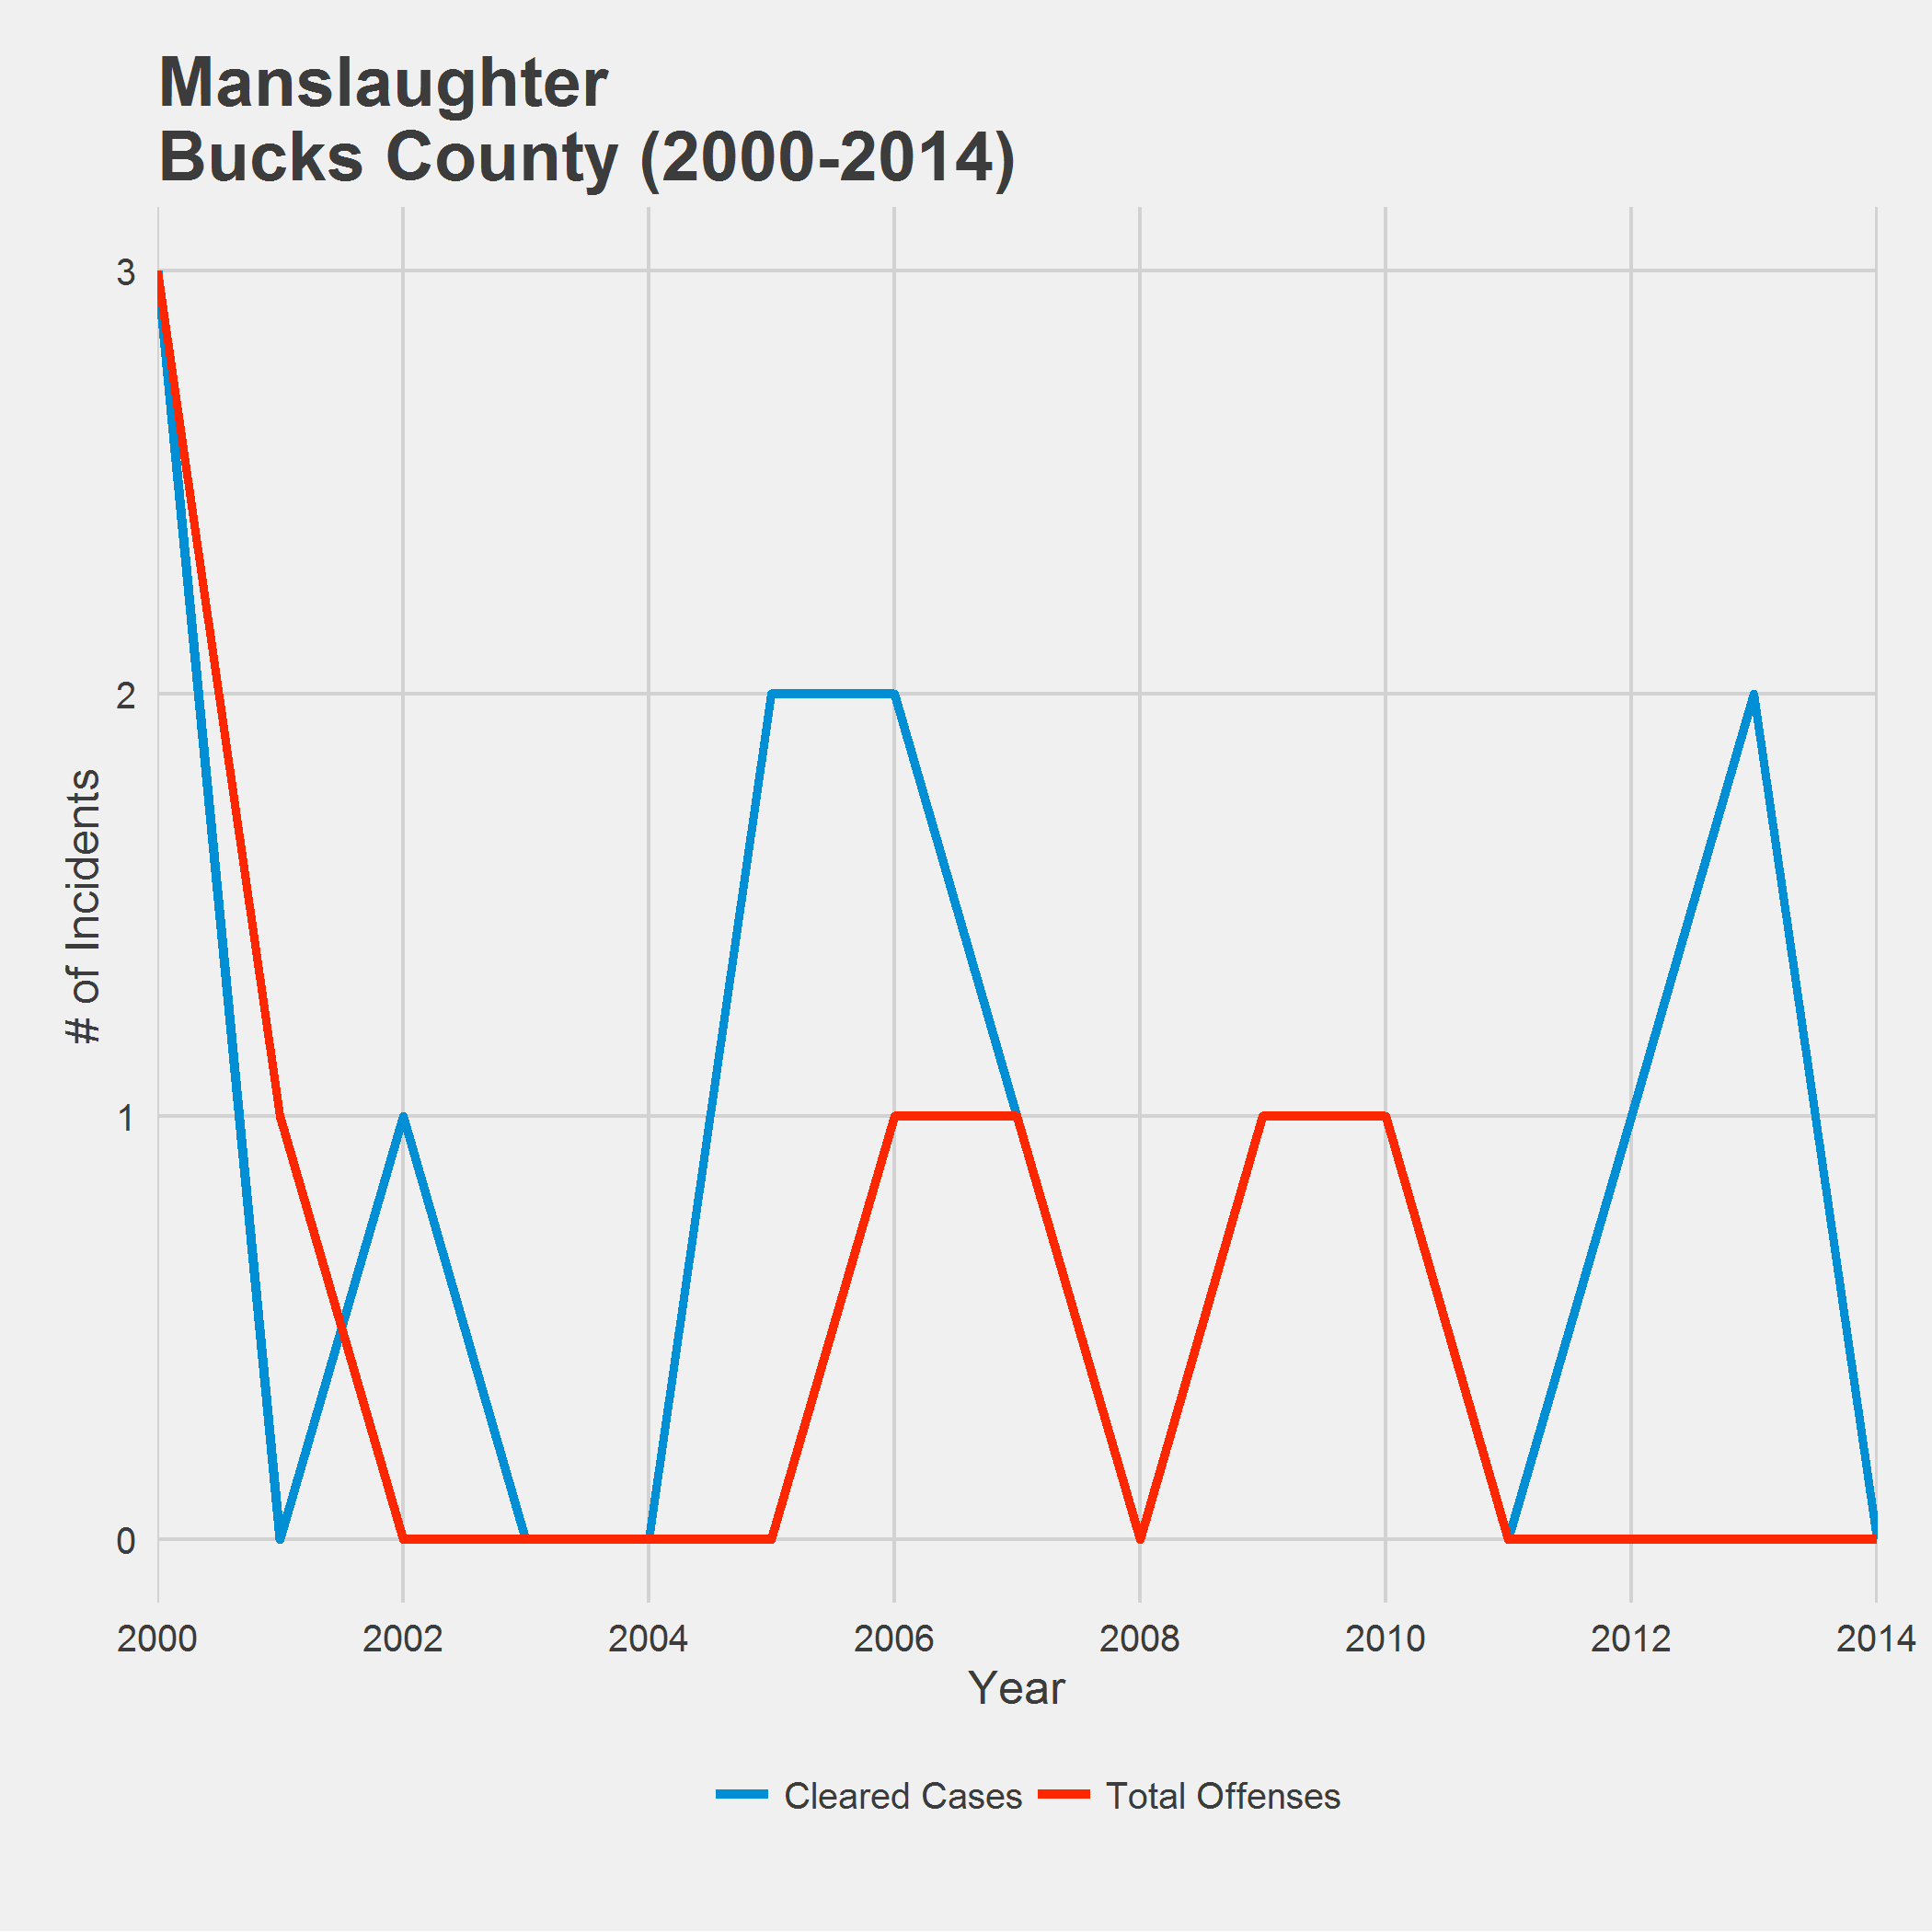 Manslaughter
Bucks County (2000-2014)
3
2
1
0
# of Incidents
2000 2002 2004 2006 2008 2010 2012 2014
Year
Cleared Cases Total Offenses